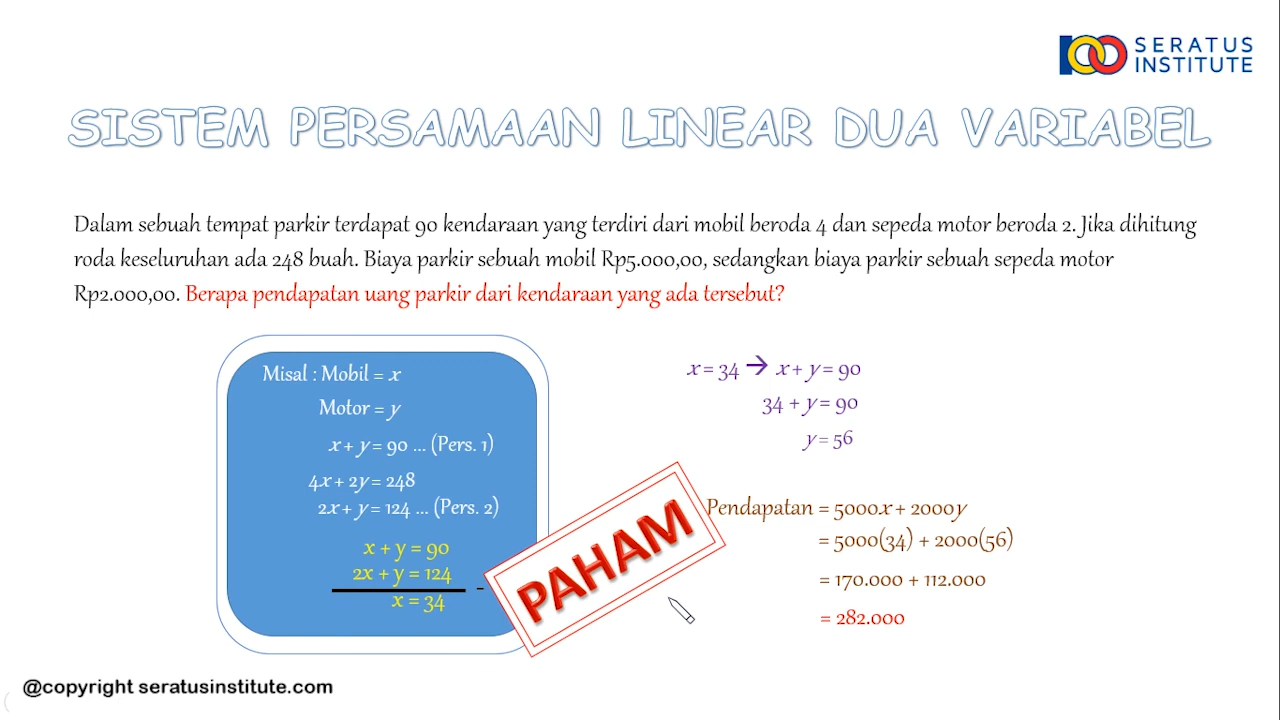 SERATUS
INSTITUTE
SISTEM PERSAMAAN LINEAR DUA VARIABEL
Dalam sebuah tempat parkir terdapat 90 kendaraan yang terdiri dari mobil beroda 4 dan sepeda motor beroda 2. Jika dihitung
roda keseluruhan ada 248 buah. Biaya parkir sebuah mobil Rp5.000,00, sedangkan biaya parkir sebuah sepeda motor
Rp2.000,00. Berapa pendapatan uang parkir dari kendaraan yang ada tersebut?
Misal : Mobil = x
Motor = y
x + y = 90 ... (Pers. 1)
4x + 2y = 248
2x + y = 124 ... (Pers. 2)
x + y = 90
2x + y = 124
-
x = 34
x = 34 → x + y = 90
34 + y = 90
y = 56
Pendapatan = 5000x + 2000y
= 5000(34) + 2000(56)
= 170.000 + 112.000
= 282.000
PAHAM
@copyright seratusinstitute.com